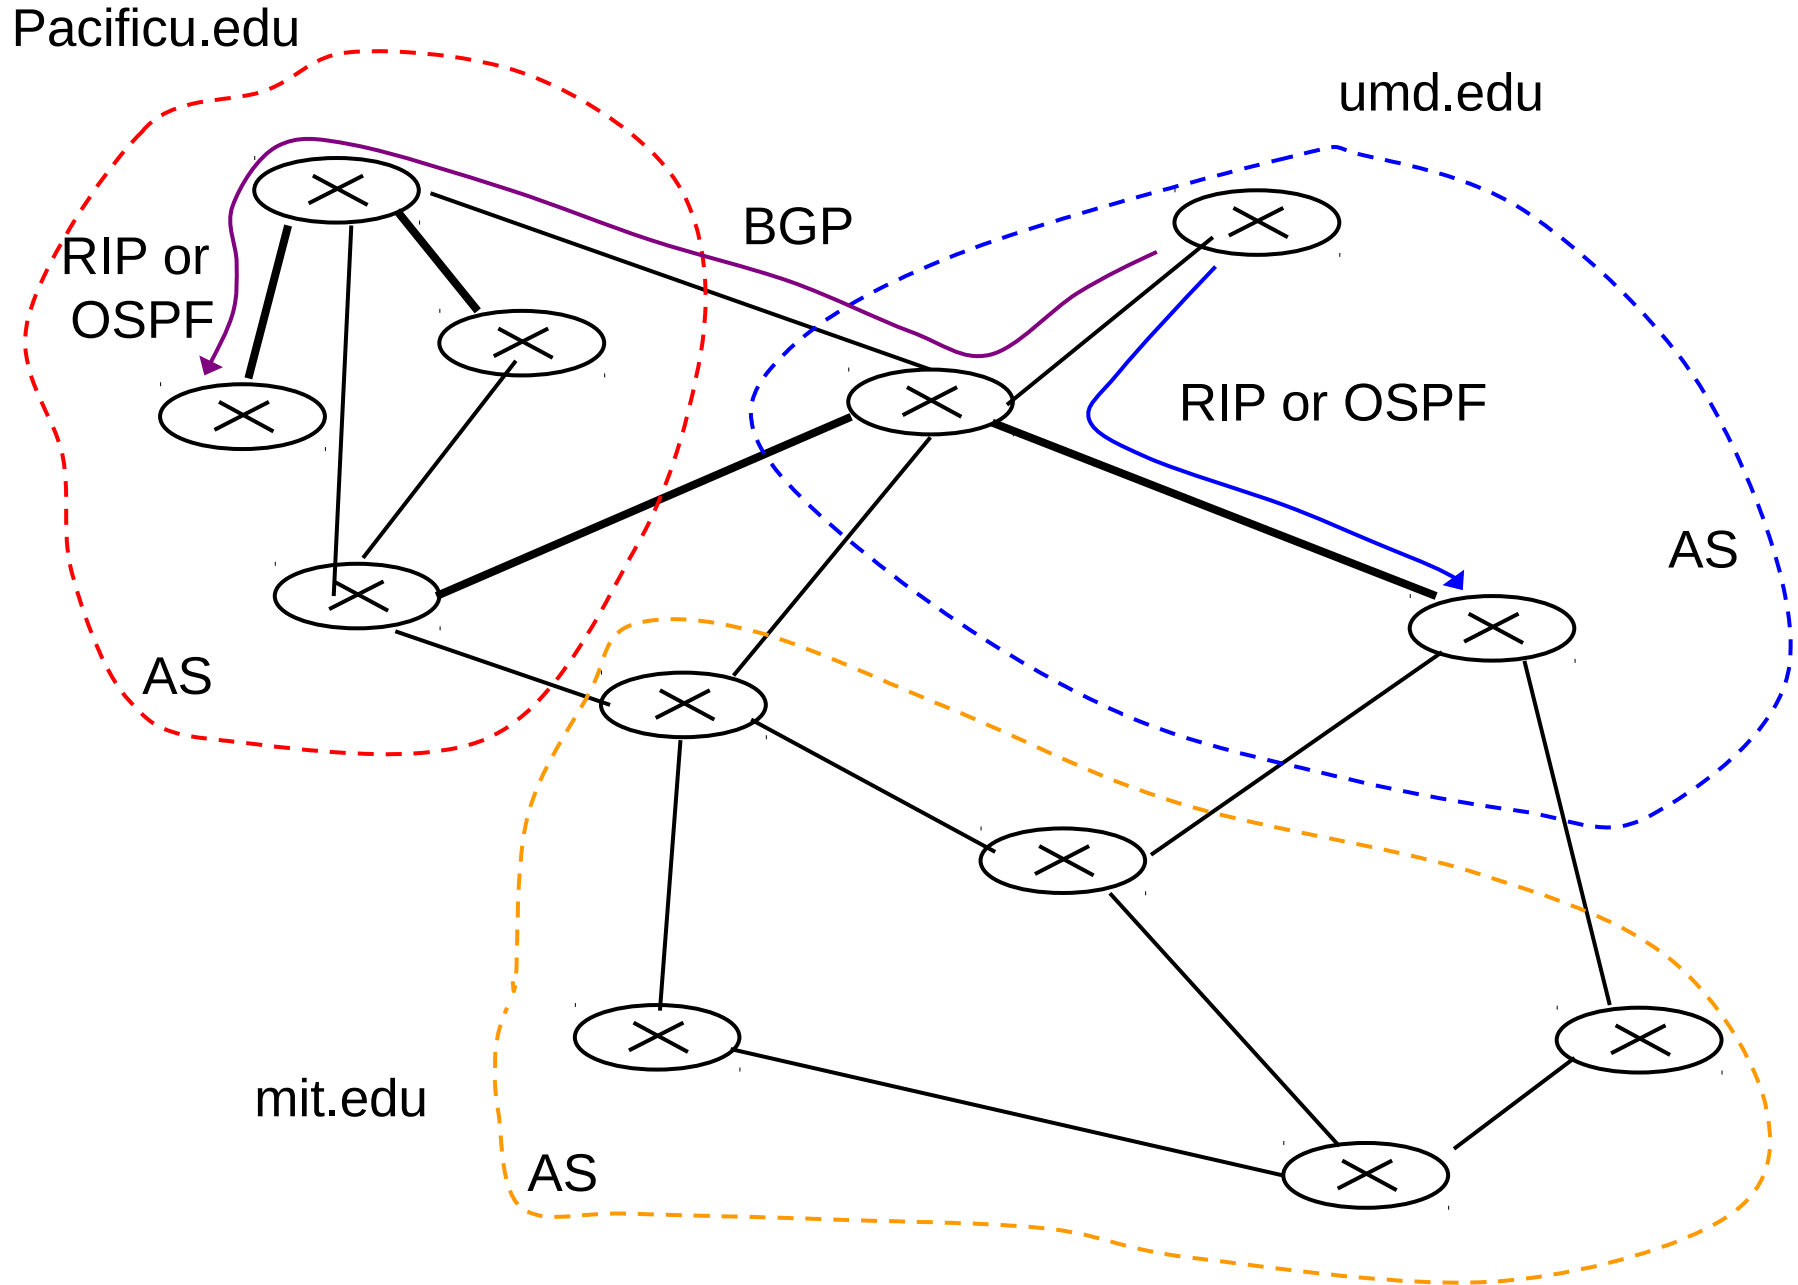 Pacificu.edu
umd.edu
BGP
RIP or
OSPF
RIP or OSPF
AS
AS
mit.edu
AS